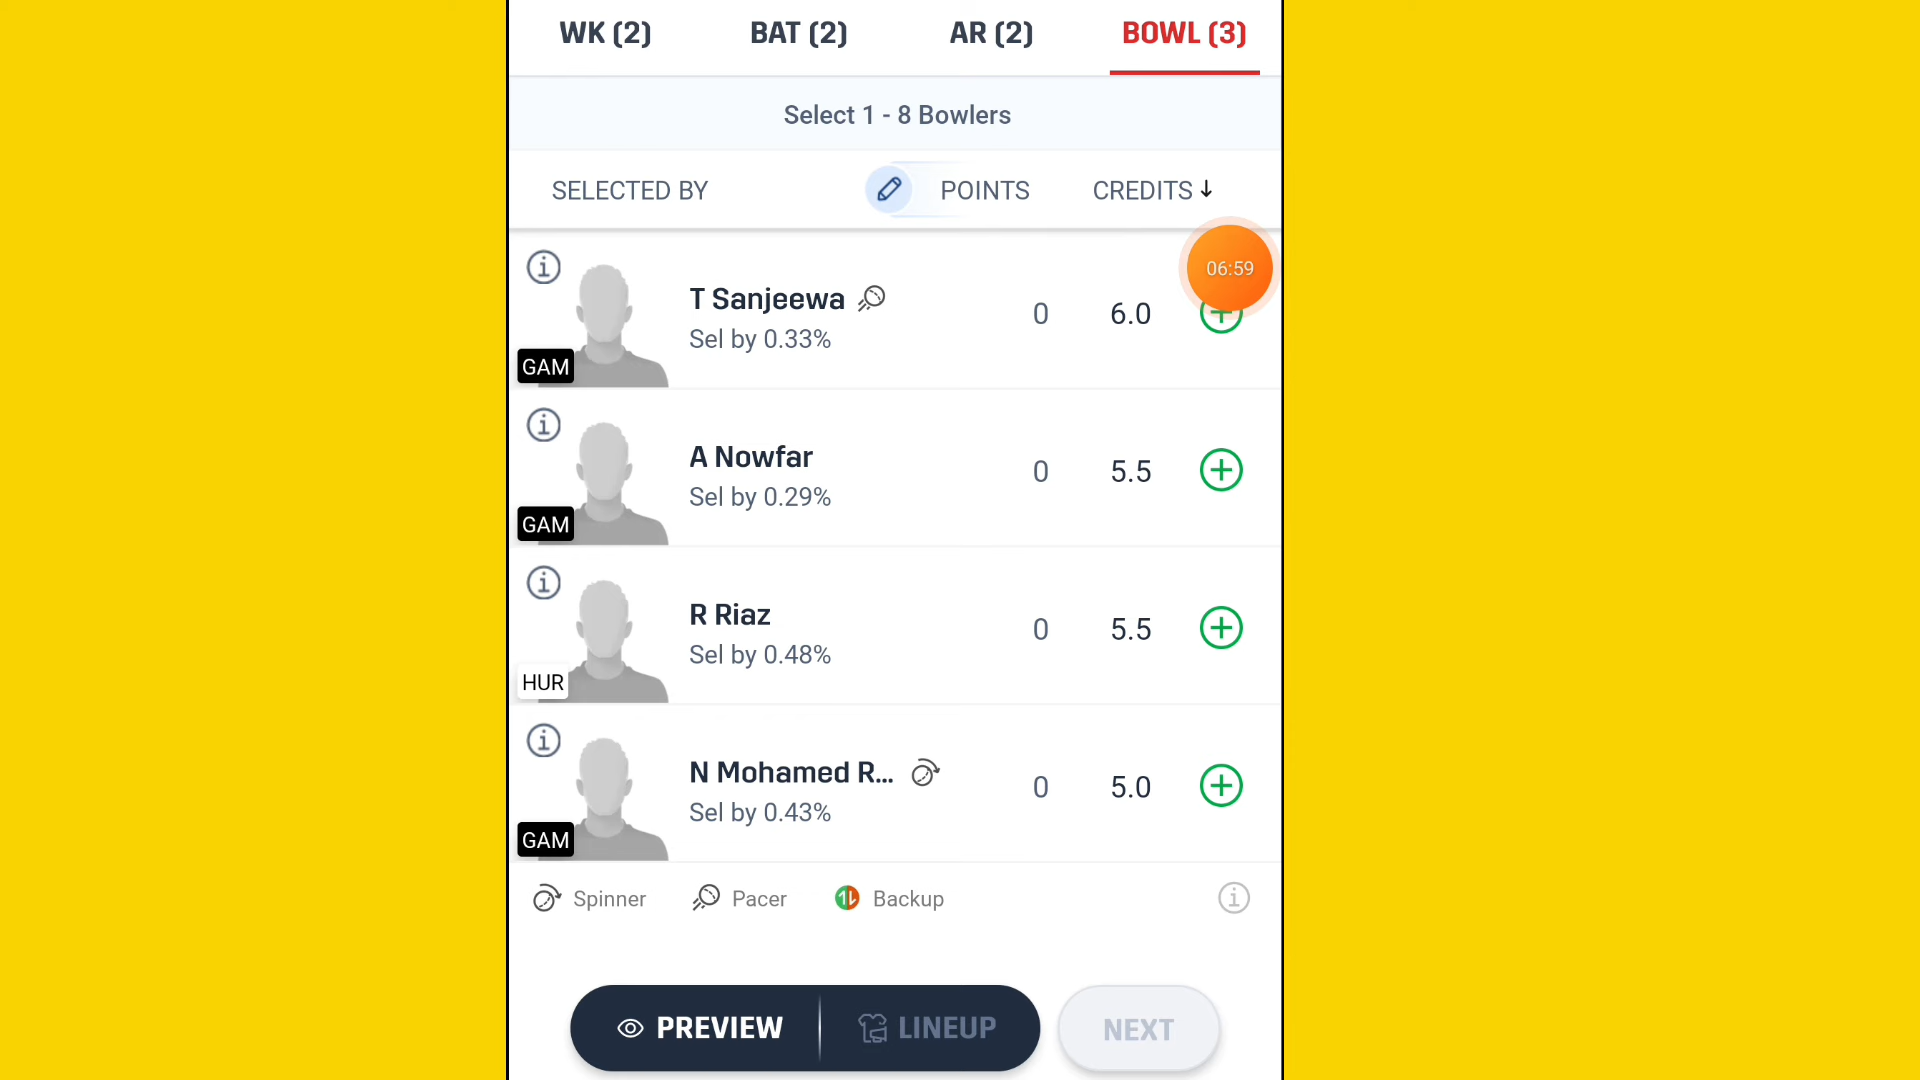 WK (2) BAT (2) AR (2) BOWL (3)
Select 1 - 8 Bowlers
SELECTED BY POINTS CREDITS ↓
06:59
T Sanjeewa 0 6.0
Sel by 0.33%
GAM
A Nowfar 0 5.5
Sel by 0.29%
GAM
R Riaz 0 5.5
Sel by 0.48%
HUR
N Mohamed R... 0 5.0
Sel by 0.43%
GAM
Spinner Pacer Backup
PREVIEW LINEUP NEXT